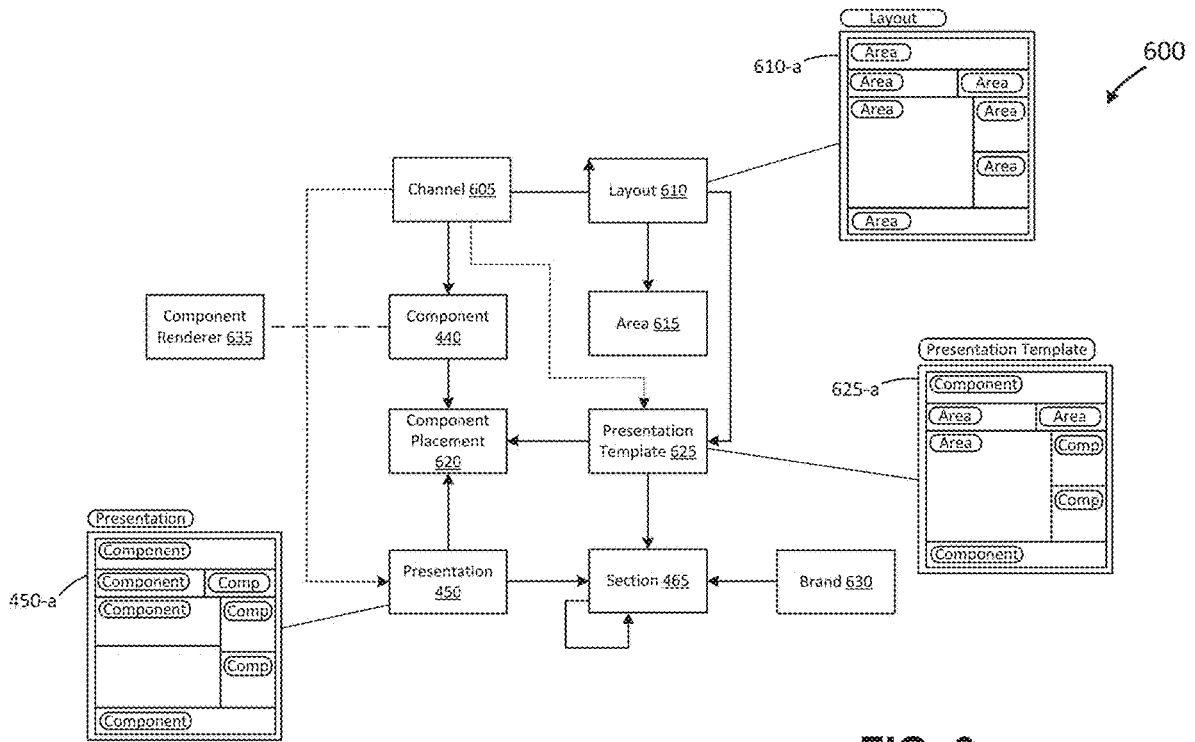 Layout
600
Area
610-a
Area
Area
Area
Area
Area
Area
Channel 605
Layout 610
Component
Renderer 635
Component
440
Area 615
Presentation Template
625-a
Component
Area
Area
Area
Comp
Comp
Component
Component
Placement
620
Presentation
Template 625
Presentation
Component
Component
Comp
Component
Comp
Comp
Component
450-a
Presentation
450
Section 465
Brand 630